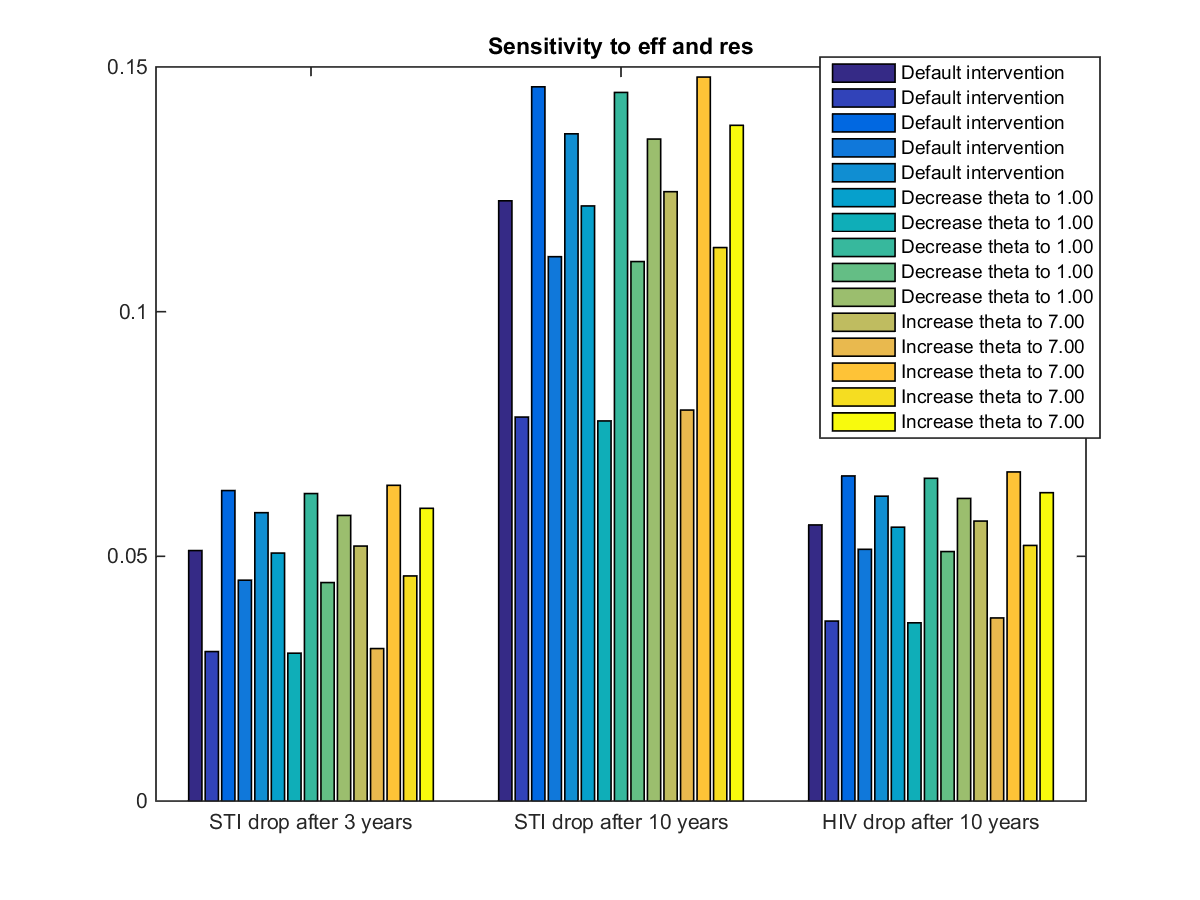 Sensitivity to eff and res
0.15
0.1
0.05
0
Default intervention
Default intervention
Default intervention
Default intervention
Default intervention
Decrease theta to 1.00
Decrease theta to 1.00
Decrease theta to 1.00
Decrease theta to 1.00
Decrease theta to 1.00
Increase theta to 7.00
Increase theta to 7.00
Increase theta to 7.00
Increase theta to 7.00
Increase theta to 7.00
STI drop after 3 years
STI drop after 10 years
HIV drop after 10 years